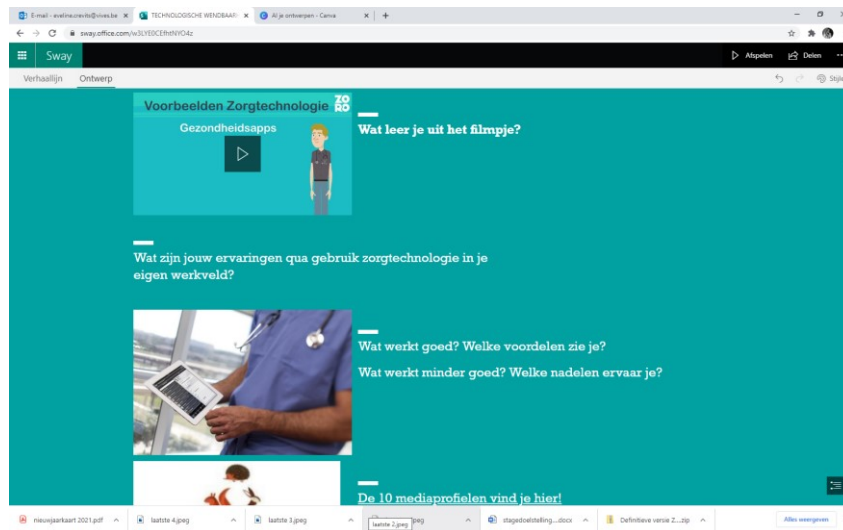 E-mail - eveline.crevits@vives.be
TECHNOLOGISCHE WENDBAAR
Al je ontwerpen - Canva
sway.office.com/w3LYE0CEfhtNYO4z
Sway
Afspelen
Delen
Verhaallijn
Ontwerp
Stijle
Voorbeelden Zorgtechnologie
ZO
RO
Gezondheidsapps
Wat leer je uit het filmpje?
Wat zijn jouw ervaringen qua gebruik zorgtechnologie in je
eigen werkveld?
Wat werkt goed? Welke voordelen zie je?
Wat werkt minder goed? Welke nadelen ervaar je?
De 10 mediaprofielen vind je hier!
nieuwjaarkaart 2021.pdf
laatste 4.jpeg
laatste 3.jpeg
laatste 2.jpeg
peg
stagedoelstelling....docx
Definitieve versie Z....zip
Alles weergeven